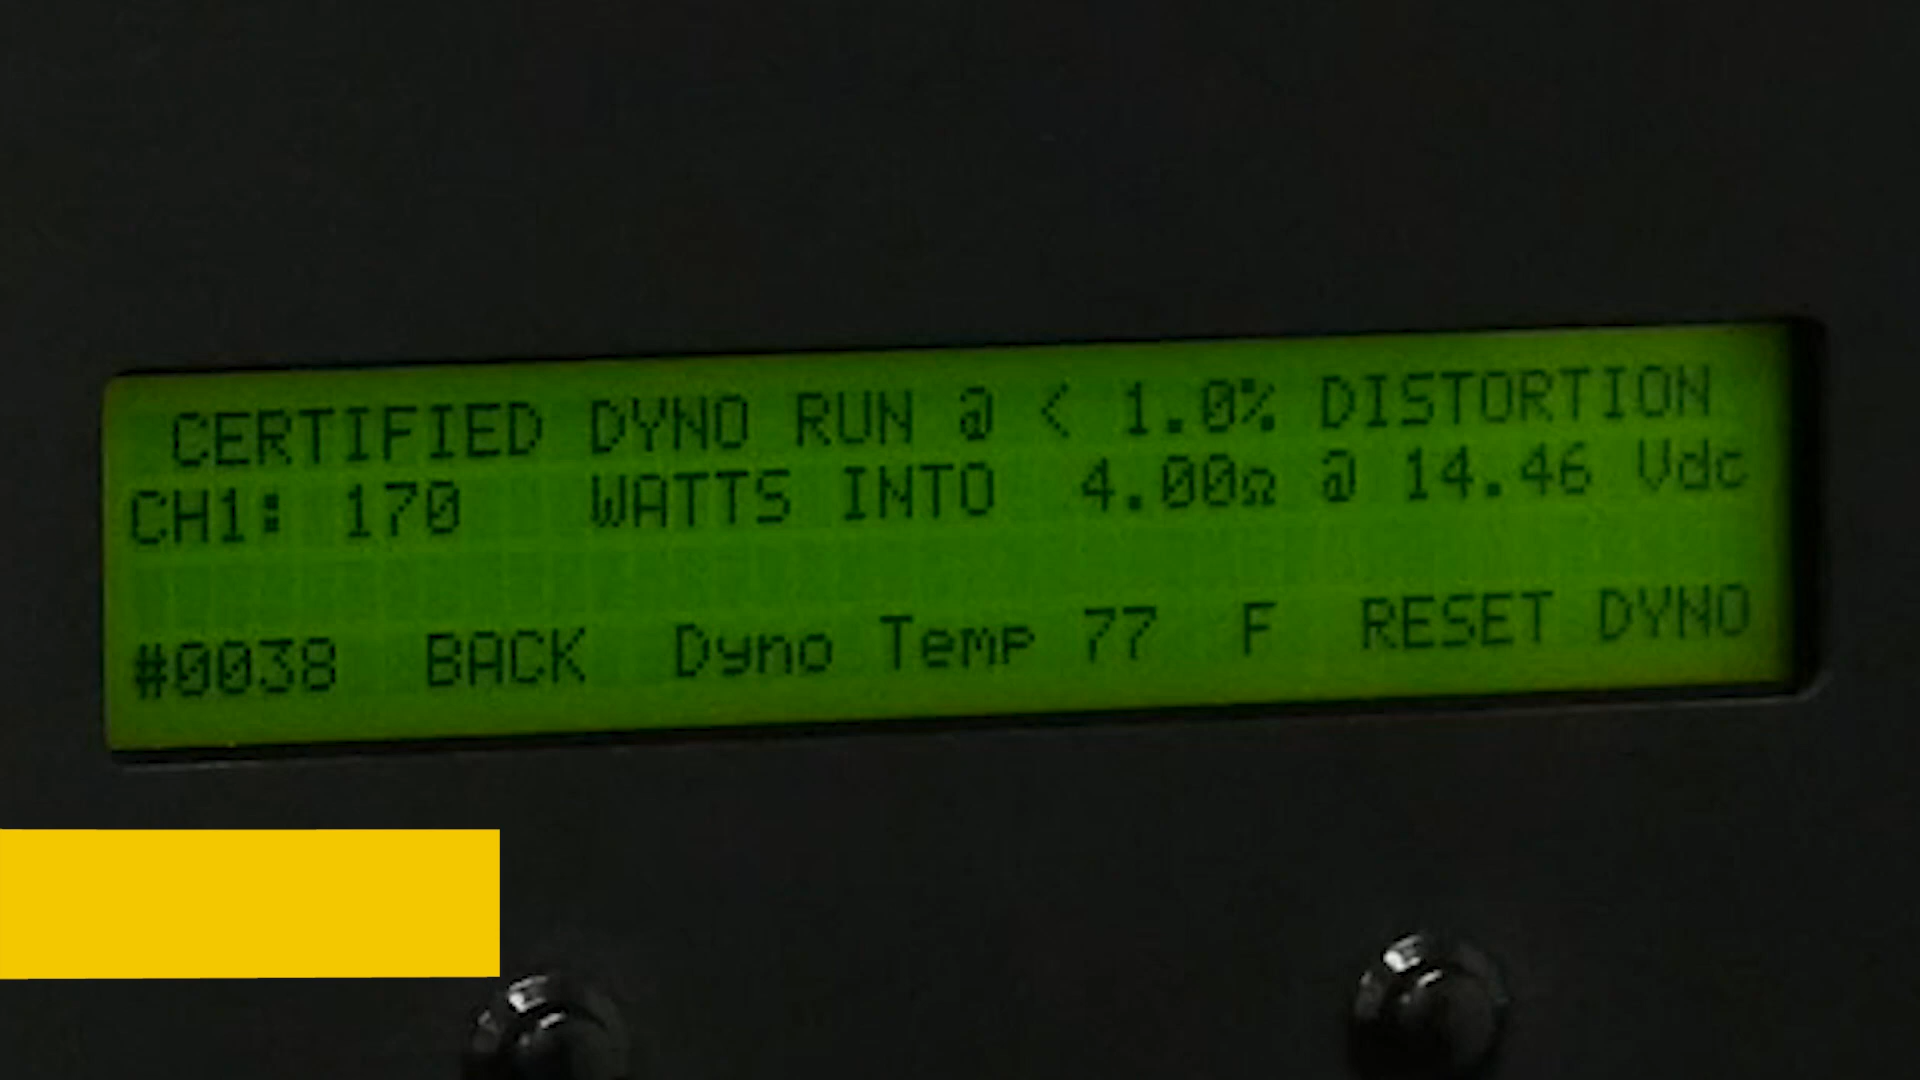 CERTIFIED DYNO RUN @ < 1.0% DISTORTION
CH1: 170 WATTS INTO 4.00Ω @ 14.46 Vdc
#0038 BACK Dyno Temp 77 F RESET DYNO